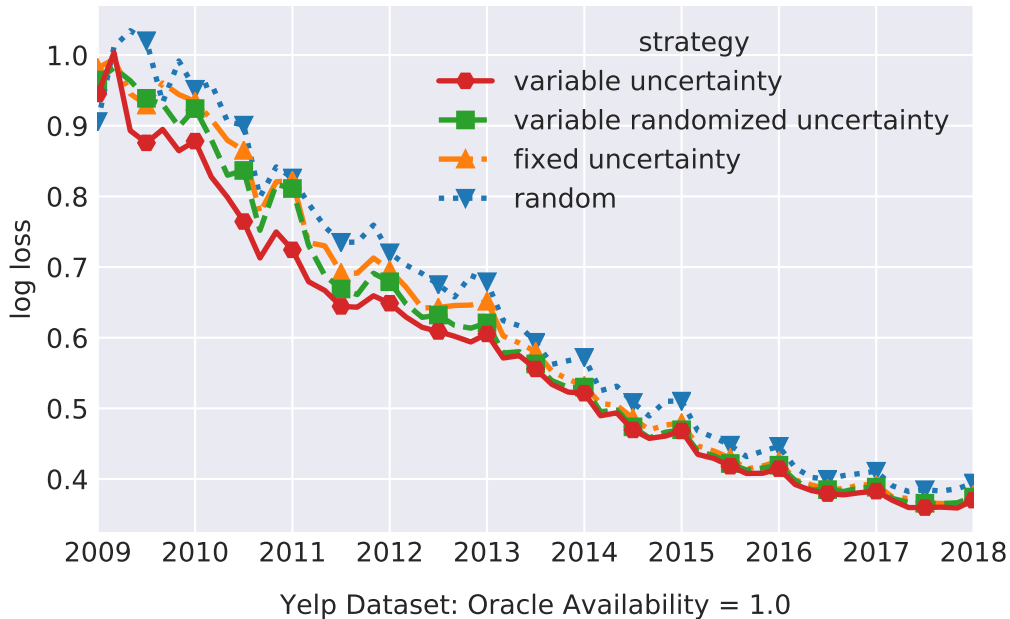 strategy
variable uncertainty
variable randomized uncertainty
fixed uncertainty
random
log loss
1.0
0.9
0.8
0.7
0.6
0.5
0.4
2009 2010 2011 2012 2013 2014 2015 2016 2017 2018
Yelp Dataset: Oracle Availability = 1.0